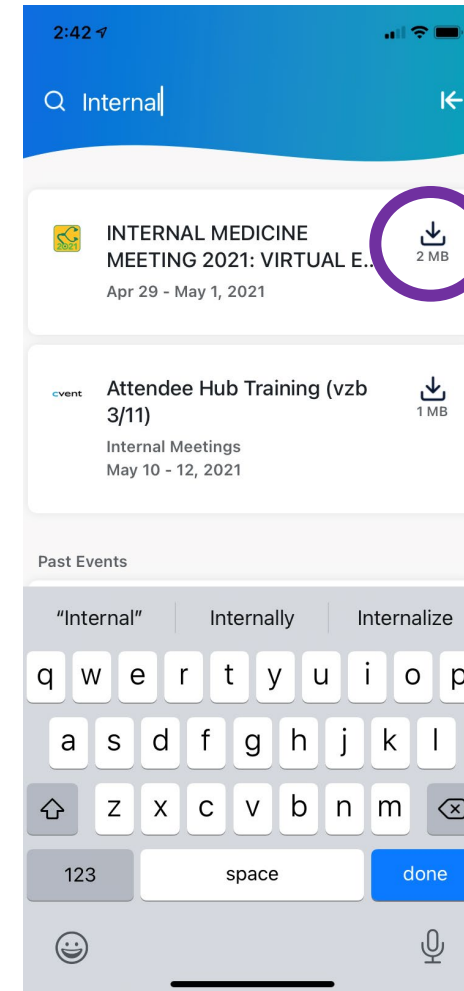 2:42
Internal
INTERNAL MEDICINE
MEETING 2021: VIRTUAL E..
2 MB
Apr 29 - May 1, 2021
2021
cvent
Attendee Hub Training (vzb
3/11)
1 MB
Internal Meetings
May 10 - 12, 2021
Past Events
“Internal” Internally Internalize
q w e r t y u i o p
a s d f g h j k l
z x c v b n m
123 space done